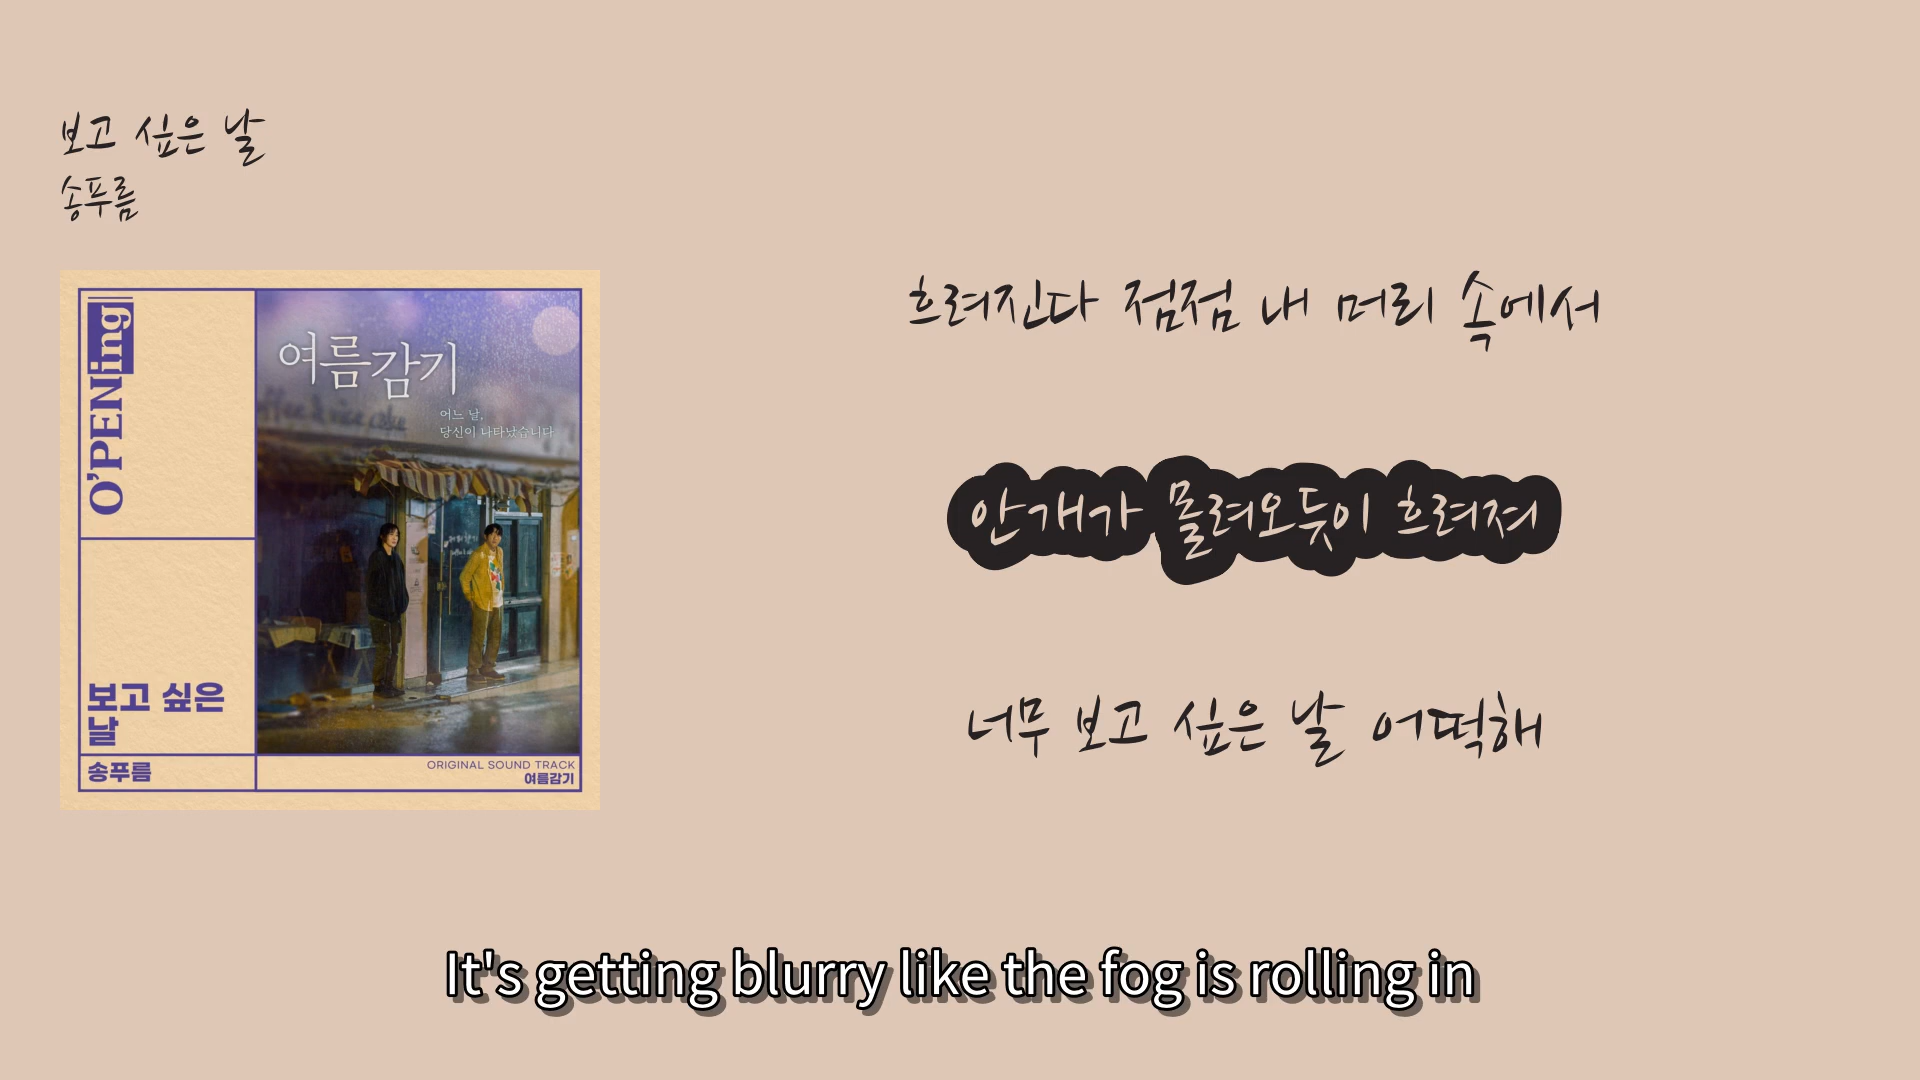 보고 싶은 날
송푸름
O'PENing
여름감기
어느 날,
당신이 나타났습니다
보고 싶은
날
송푸름
ORIGINAL SOUND TRACK
여름감기
흐려진다 점점 내 머리 속에서
안개가 몰려오듯이 흐려져
너무 보고 싶은 날 어떡해
It's getting blurry like the fog is rolling in